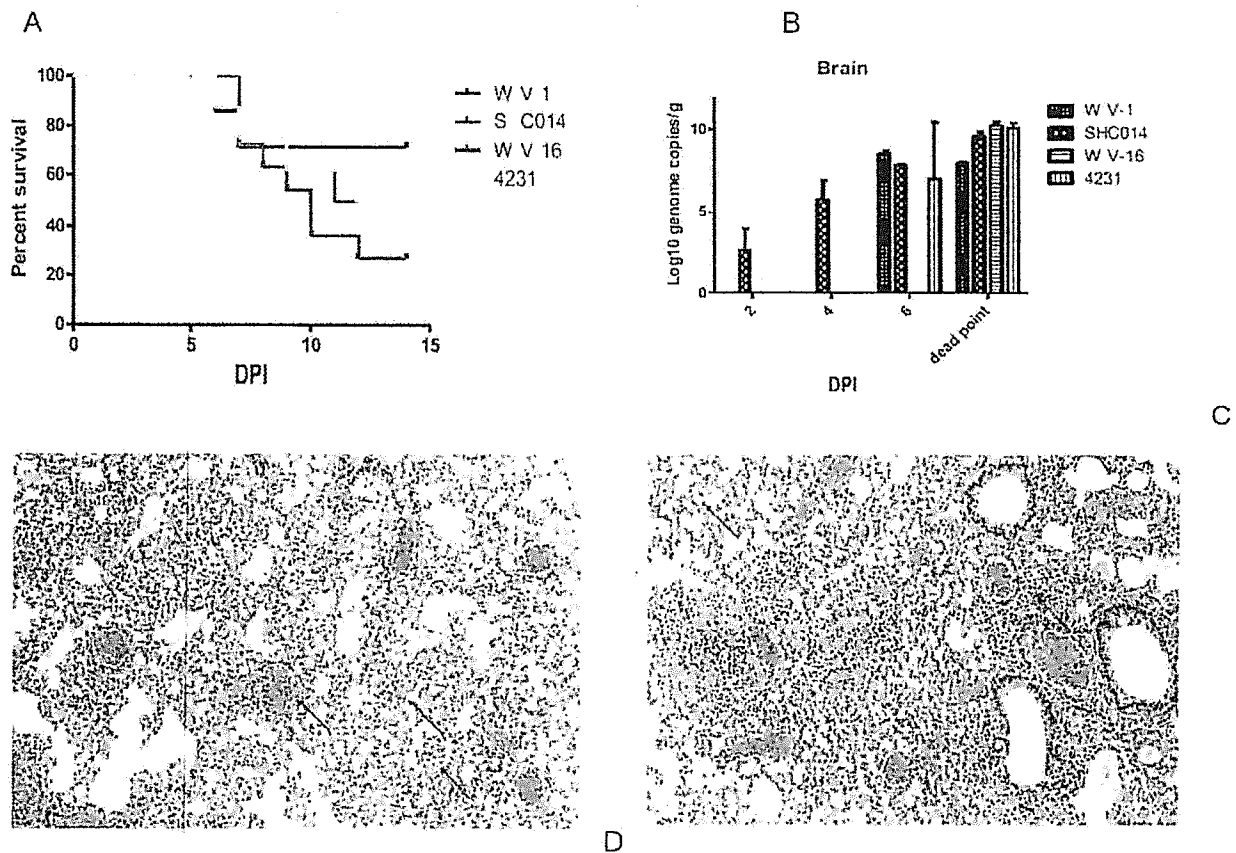 A
B
Percent survival
100
80
60
40
20
0
0
5
10
15
DPI
W V 1
S C014
W V 16
4231
Brain
Log10 genome copies/g
10
5
0
2
4
6
dead point
DPI
W V-1
SHC014
W V-16
4231
C
D